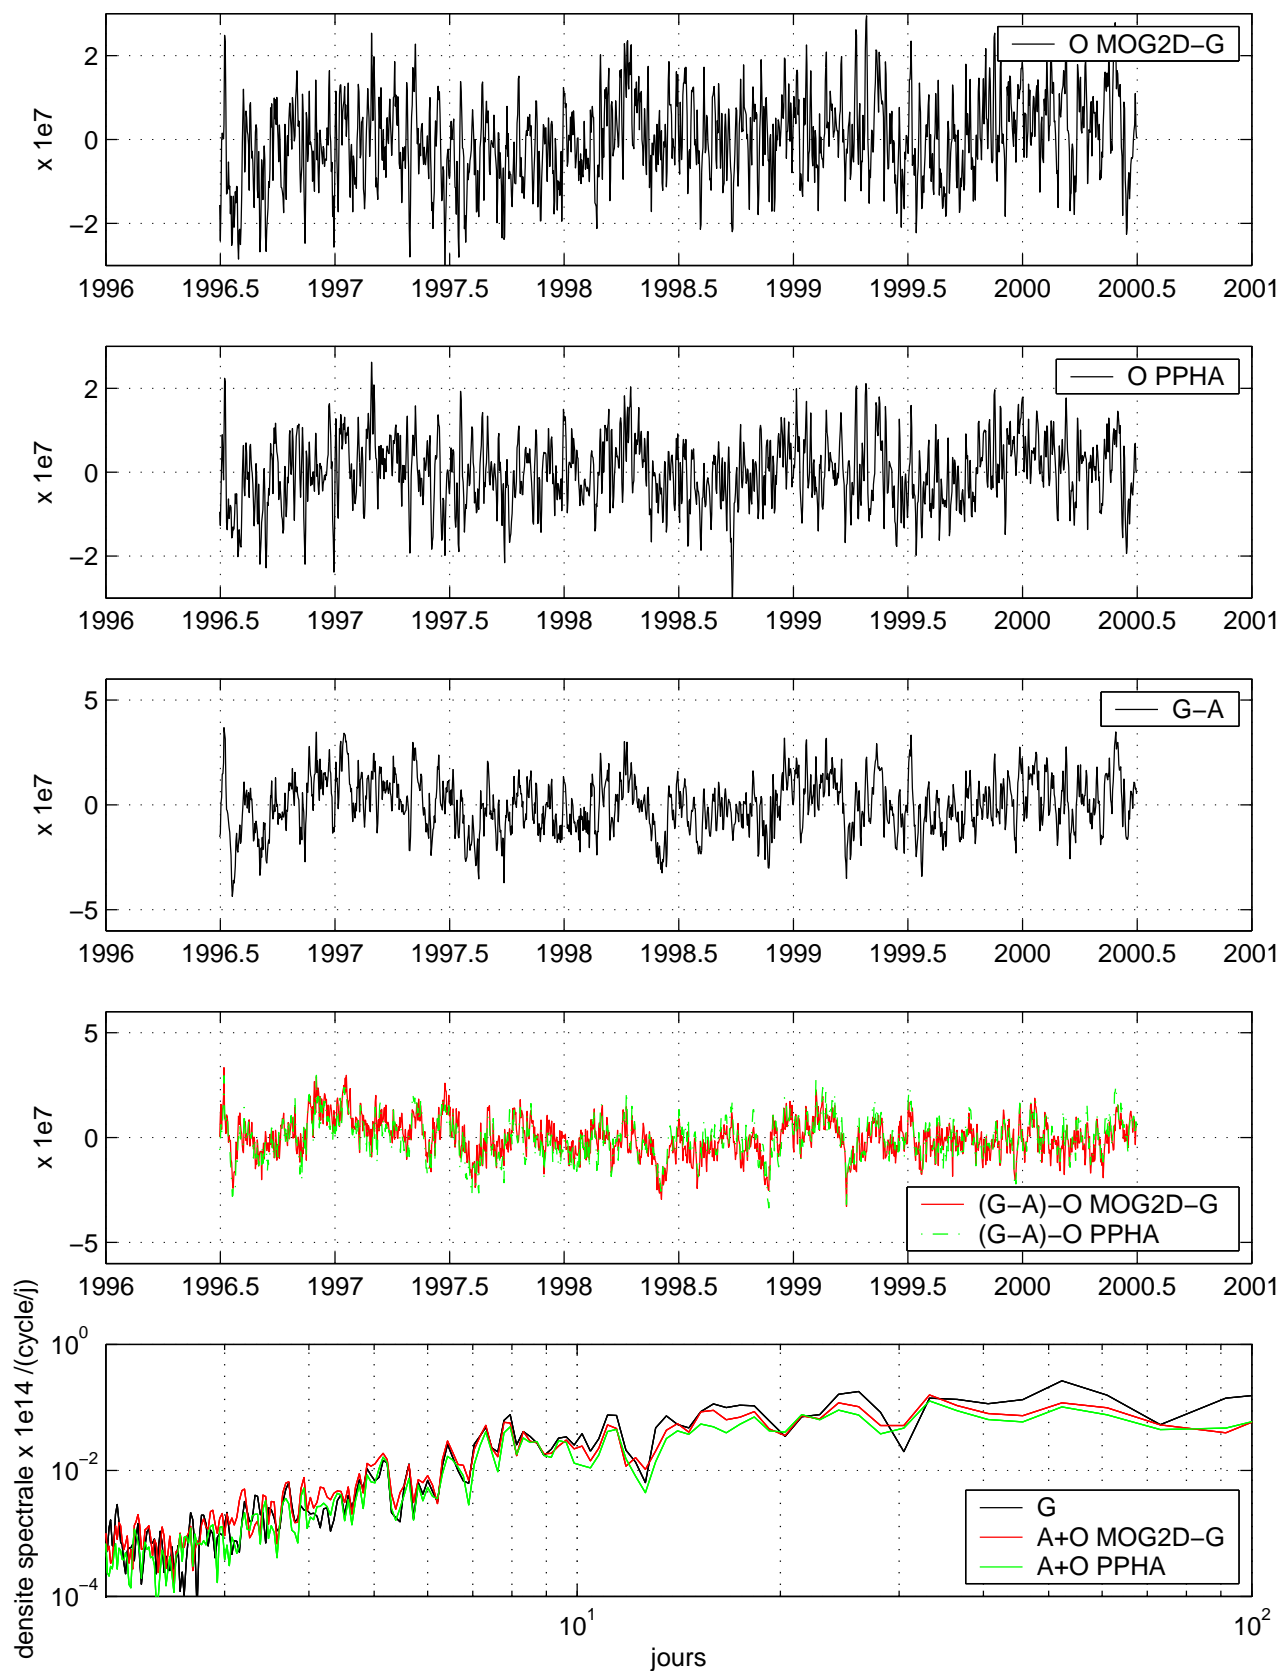 O MOG2D−G
2
0
−2
x 1e7
1996 1996.5 1997 1997.5 1998 1998.5 1999 1999.5 2000 2000.5 2001
O PPHA
2
0
−2
x 1e7
1996 1996.5 1997 1997.5 1998 1998.5 1999 1999.5 2000 2000.5 2001
G−A
5
0
−5
x 1e7
1996 1996.5 1997 1997.5 1998 1998.5 1999 1999.5 2000 2000.5 2001
5
0
−5
x 1e7
(G−A)−O MOG2D−G
(G−A)−O PPHA
1996 1996.5 1997 1997.5 1998 1998.5 1999 1999.5 2000 2000.5 2001
densite spectrale x 1e14 /(cycle/j)
10^0
10^−2
10^−4
G
A+O MOG2D−G
A+O PPHA
10^1 10^2
jours